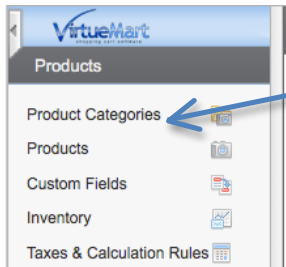 VirtueMart
shopping cart software
Products
Product Categories
Products
Custom Fields
Inventory
Taxes & Calculation Rules